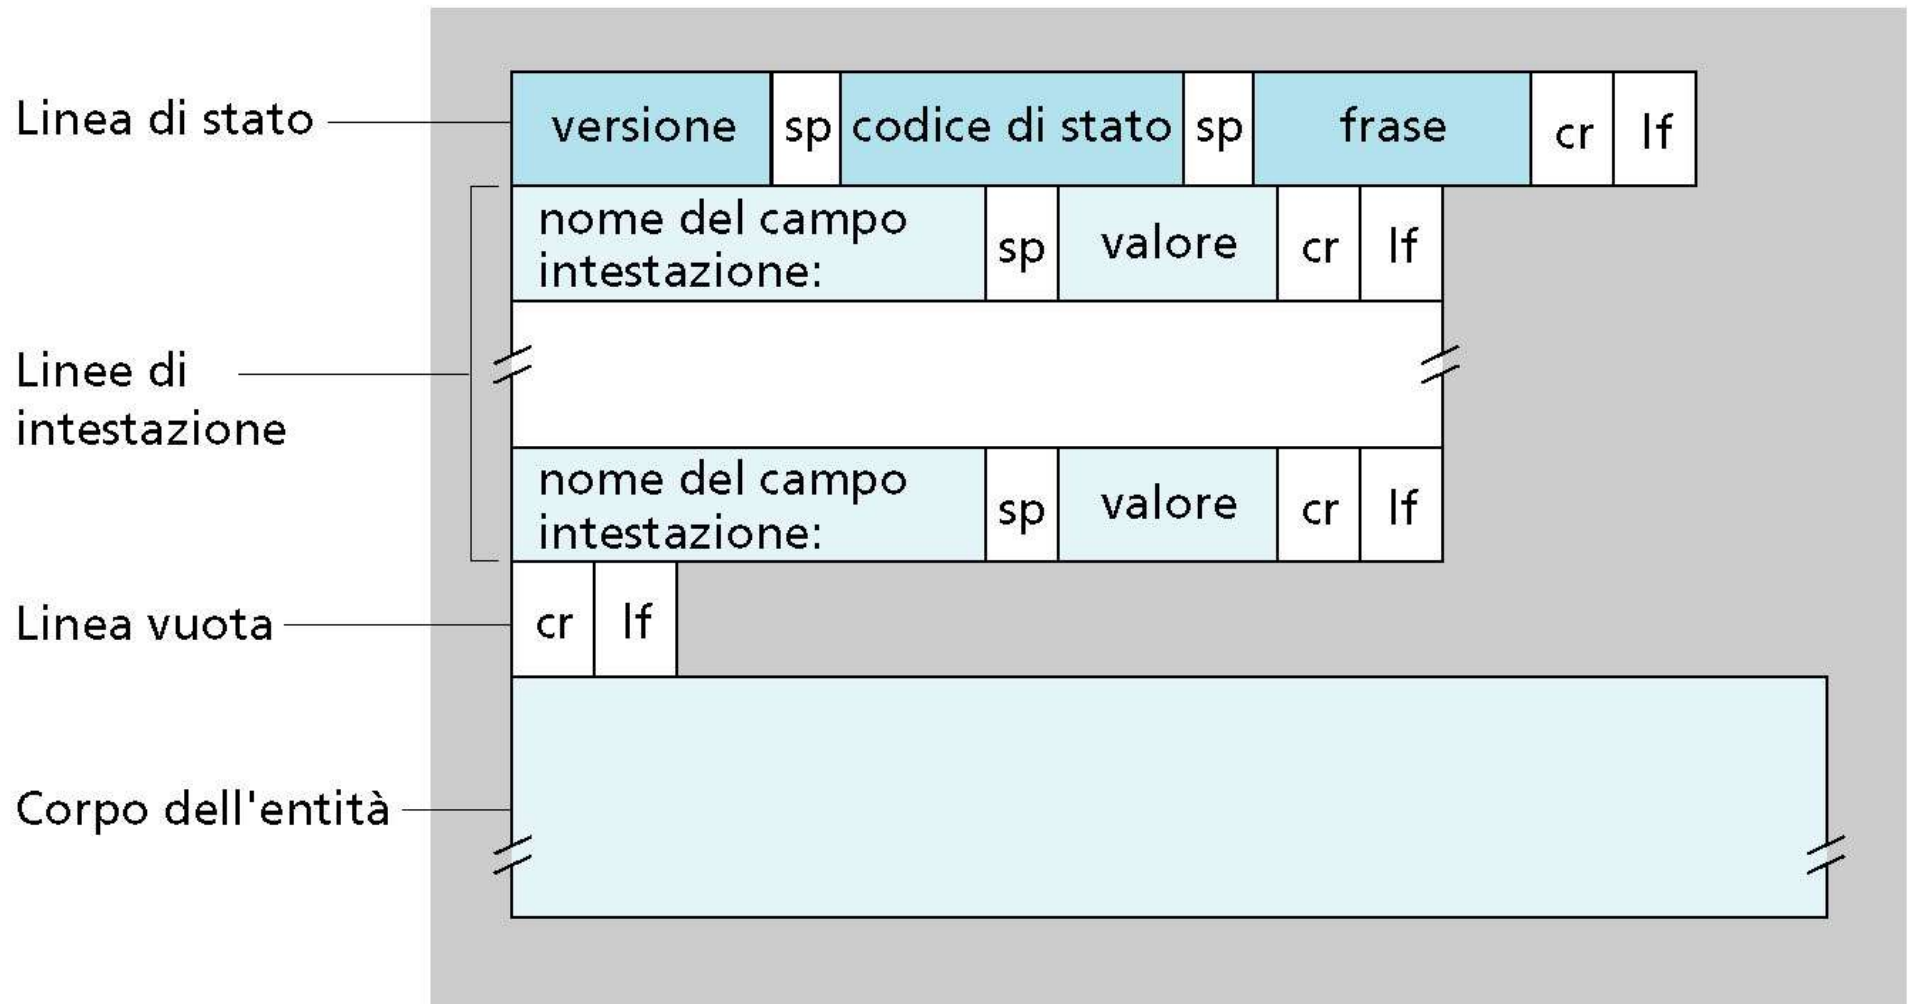 Linea di stato
versione sp codice di stato sp frase cr lf
nome del campo
intestazione: sp valore cr lf
Linee di
intestazione
nome del campo
intestazione: sp valore cr lf
Linea vuota
cr lf
Corpo dell'entità